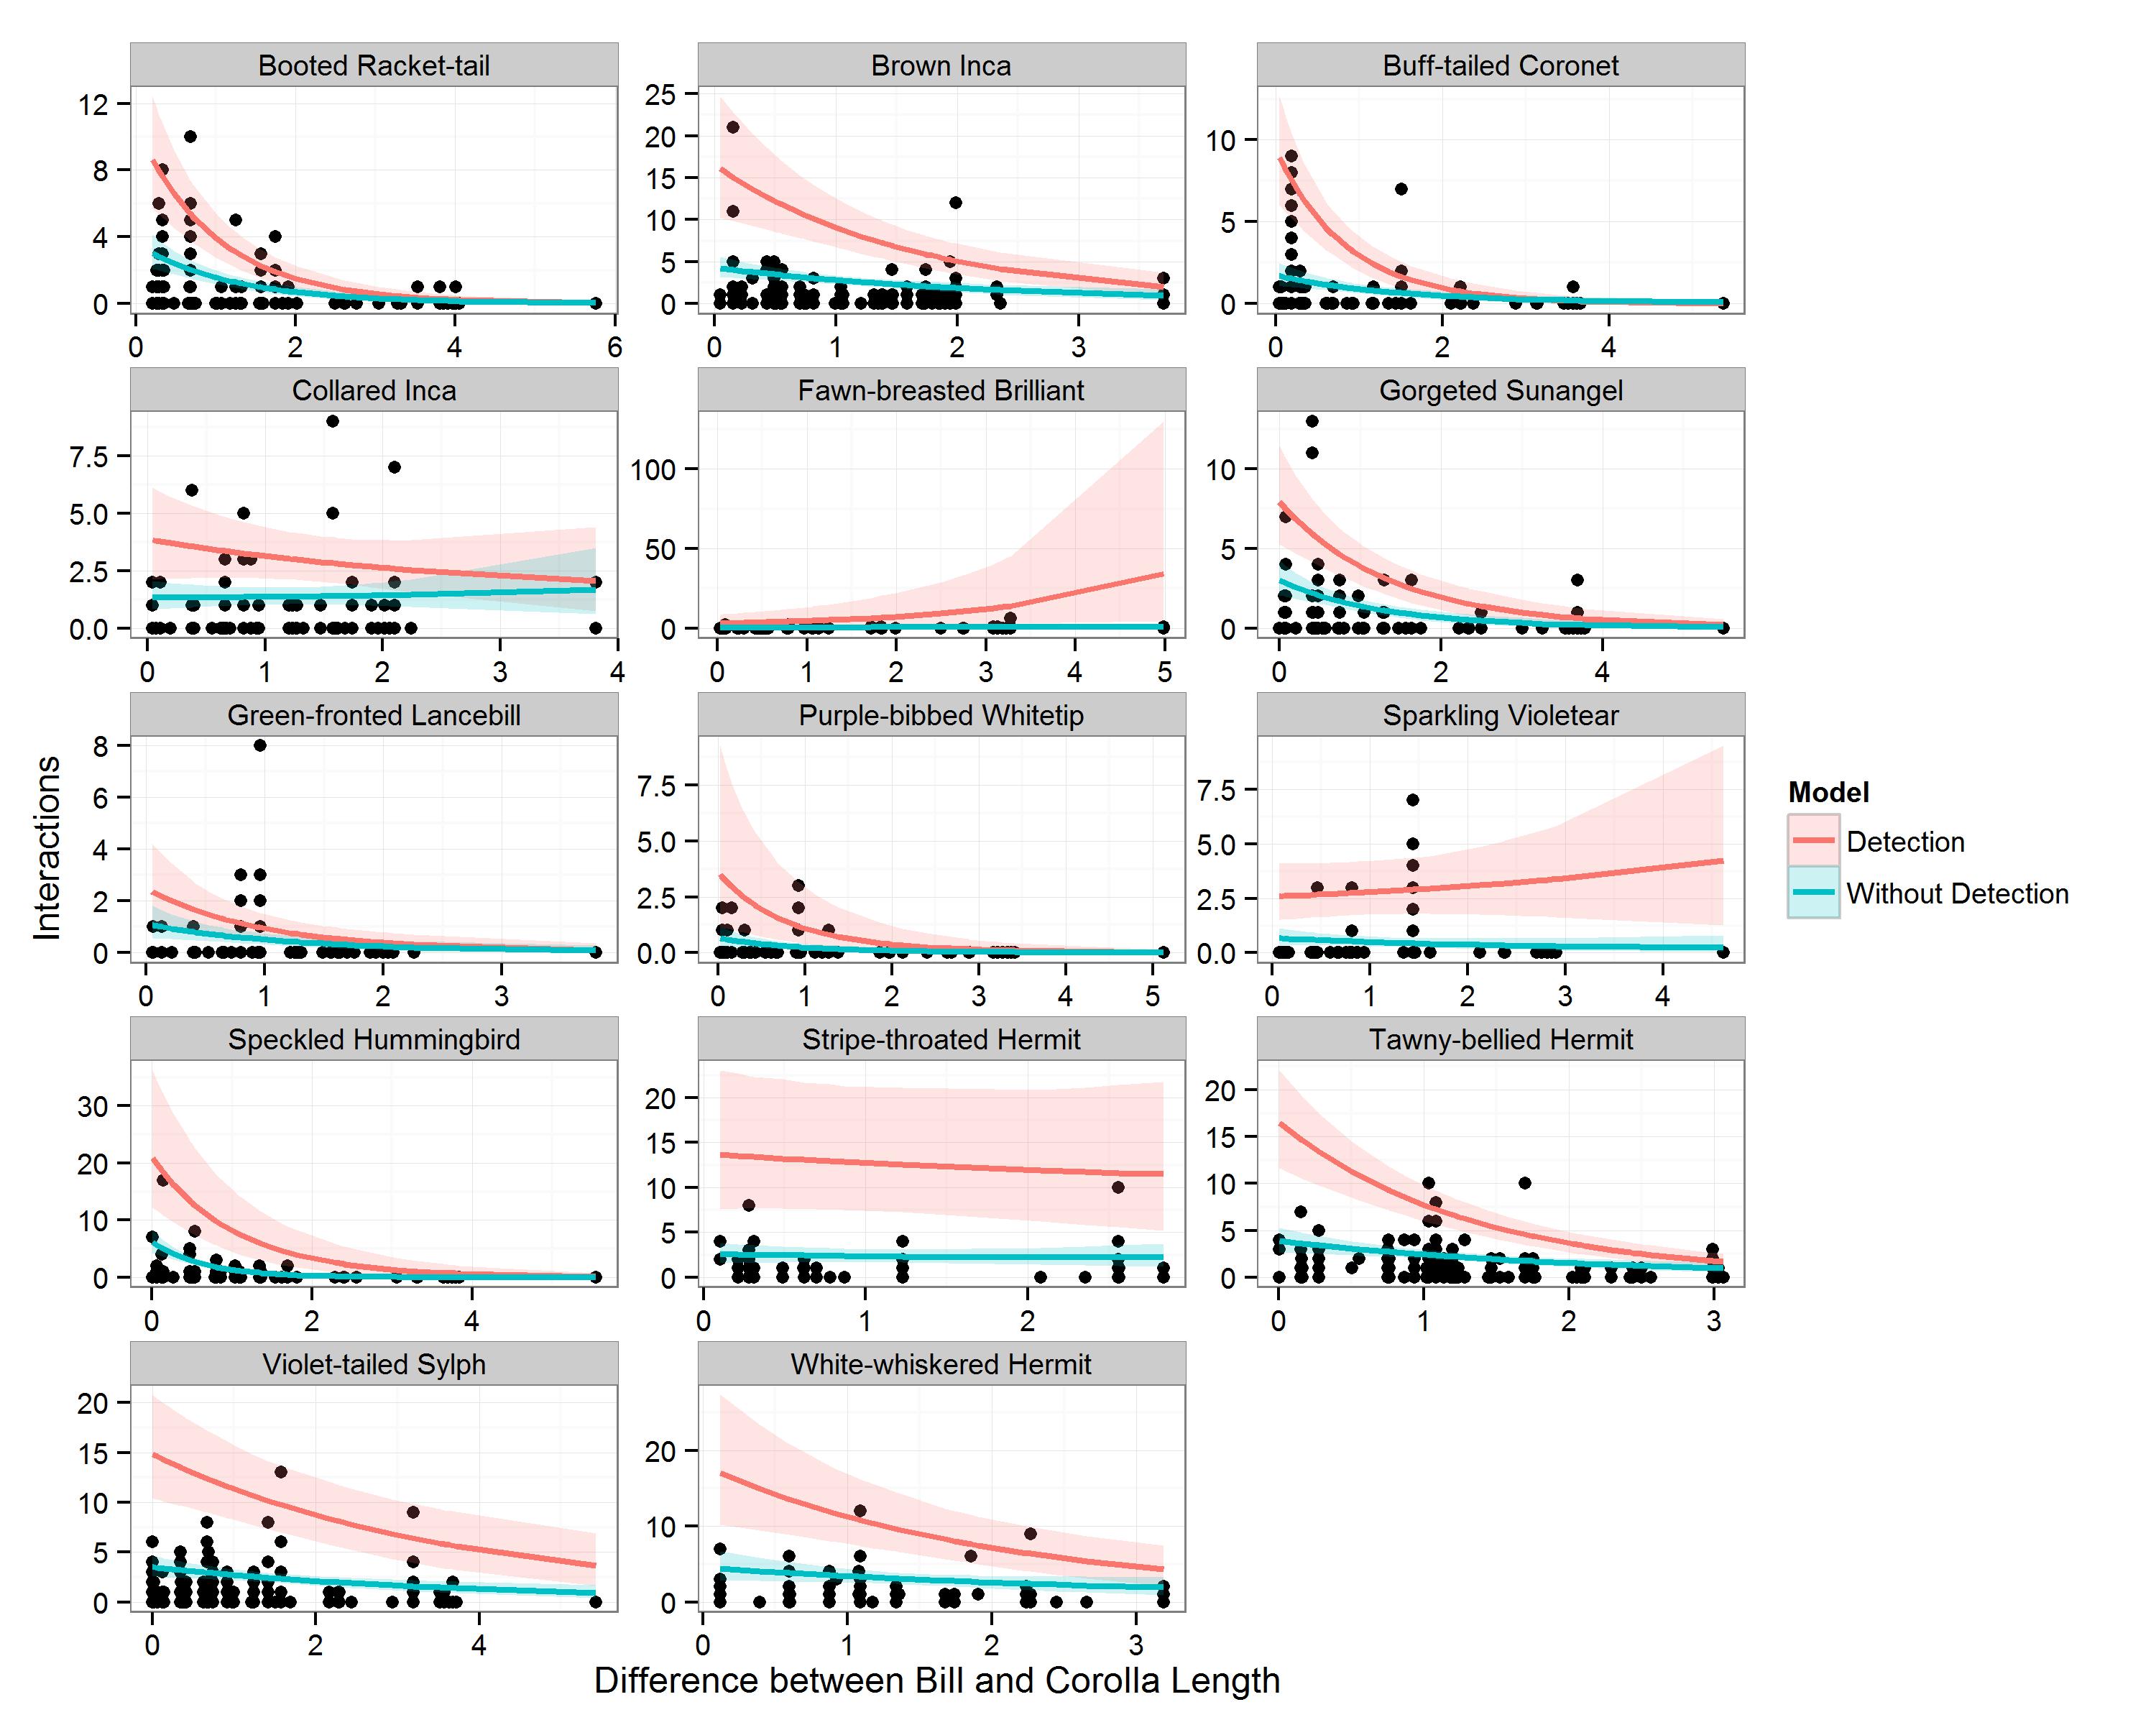 Booted Racket-tail Brown Inca Buff-tailed Coronet
12 8 4 0
25 20 15 10 5 0
10 5 0
0 2 4 6
0 1 2 3
0 2 4
Collared Inca Fawn-breasted Brilliant Gorgeted Sunangel
7.5 5.0 2.5 0.0
100 50 0
10 5 0
0 1 2 3 4
0 1 2 3 4 5
0 2 4
Green-fronted Lancebill Purple-bibbed Whitetip Sparkling Violetear
8 6 4 2 0
7.5 5.0 2.5 0.0
7.5 5.0 2.5 0.0
0 1 2 3
0 1 2 3 4 5
0 1 2 3 4
Speckled Hummingbird Stripe-throated Hermit Tawny-bellied Hermit
30 20 10 0
20 15 10 5 0
20 15 10 5 0
0 2 4
0 1 2
0 1 2 3
Violet-tailed Sylph White-whiskered Hermit
20 15 10 5 0
20 10 0
0 2 4
0 1 2 3
Interactions
Difference between Bill and Corolla Length
Model
Detection
Without Detection